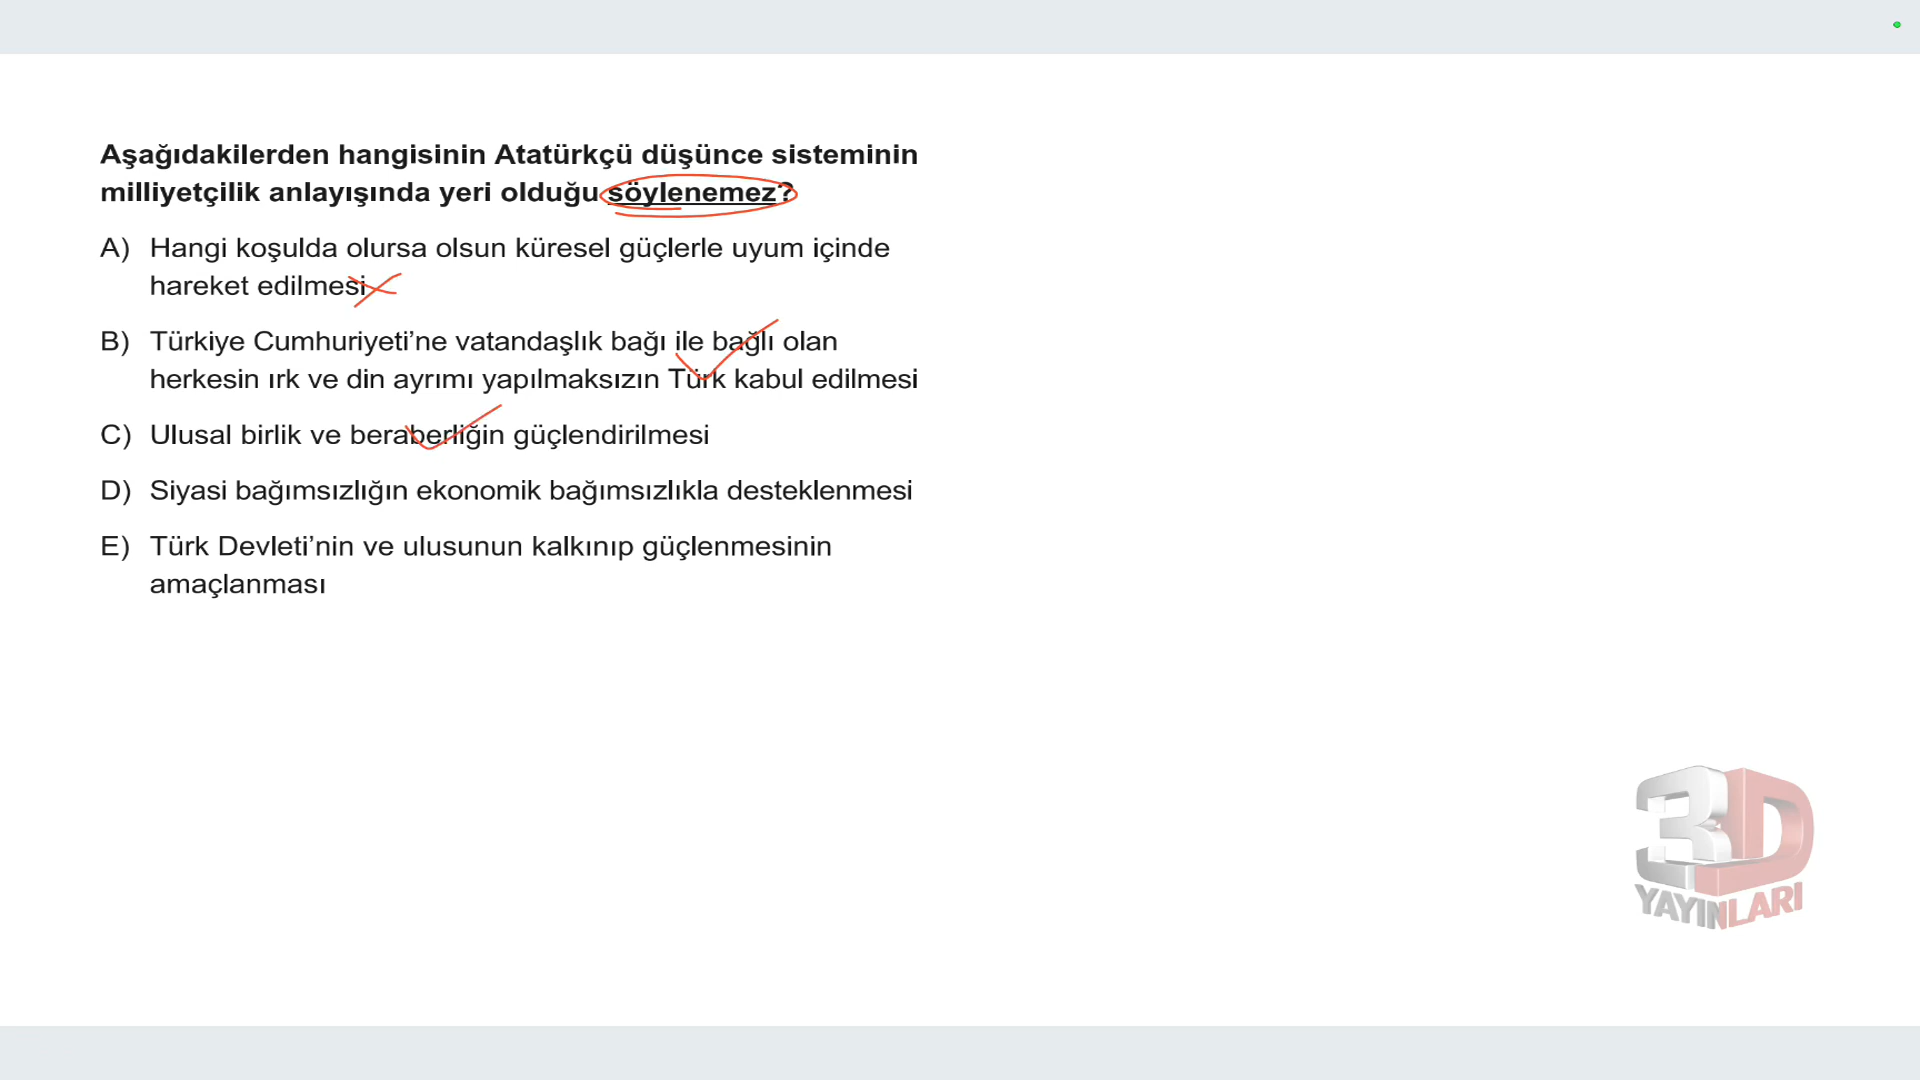 Aşağıdakilerden hangisinin Atatürkçü düşünce sisteminin
milliyetçilik anlayışında yeri olduğu söylenemez?
A) Hangi koşulda olursa olsun küresel güçlerle uyum içinde
hareket edilmesi
B) Türkiye Cumhuriyeti’ne vatandaşlık bağı ile bağlı olan
herkesin ırk ve din ayrımı yapılmaksızın Türk kabul edilmesi
C) Ulusal birlik ve beraberliğin güçlendirilmesi
D) Siyasi bağımsızlığın ekonomik bağımsızlıkla desteklenmesi
E) Türk Devleti’nin ve ulusunun kalkınıp güçlenmesinin
amaçlanması
3D
YAYINLARI